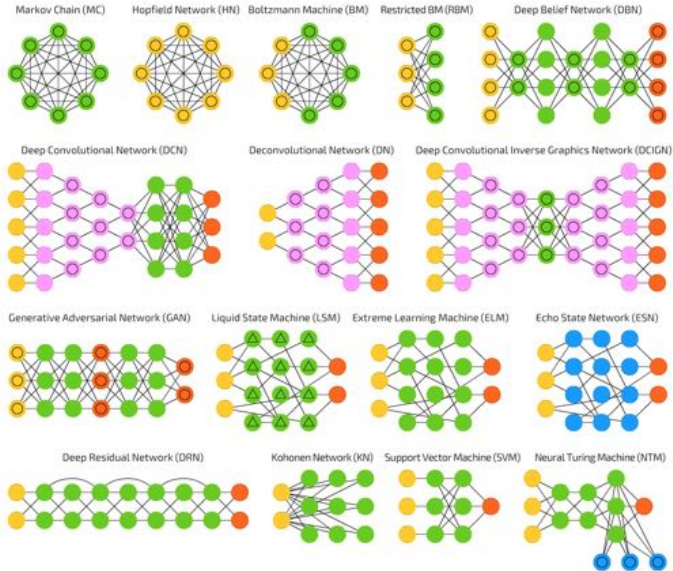 Markov Chain (MC)
Hopfield Network (HN)
Boltzmann Machine (BM)
Restricted BM (RBM)
Deep Belief Network (DBN)
Deep Convolutional Network (DCN)
Deconvolutional Network (DN)
Deep Convolutional Inverse Graphics Network (DCIGN)
Generative Adversarial Network (GAN)
Liquid State Machine (LSM)
Extreme Learning Machine (ELM)
Echo State Network (ESN)
Deep Residual Network (DRN)
Kohonen Network (KN)
Support Vector Machine (SVM)
Neural Turing Machine (NTM)